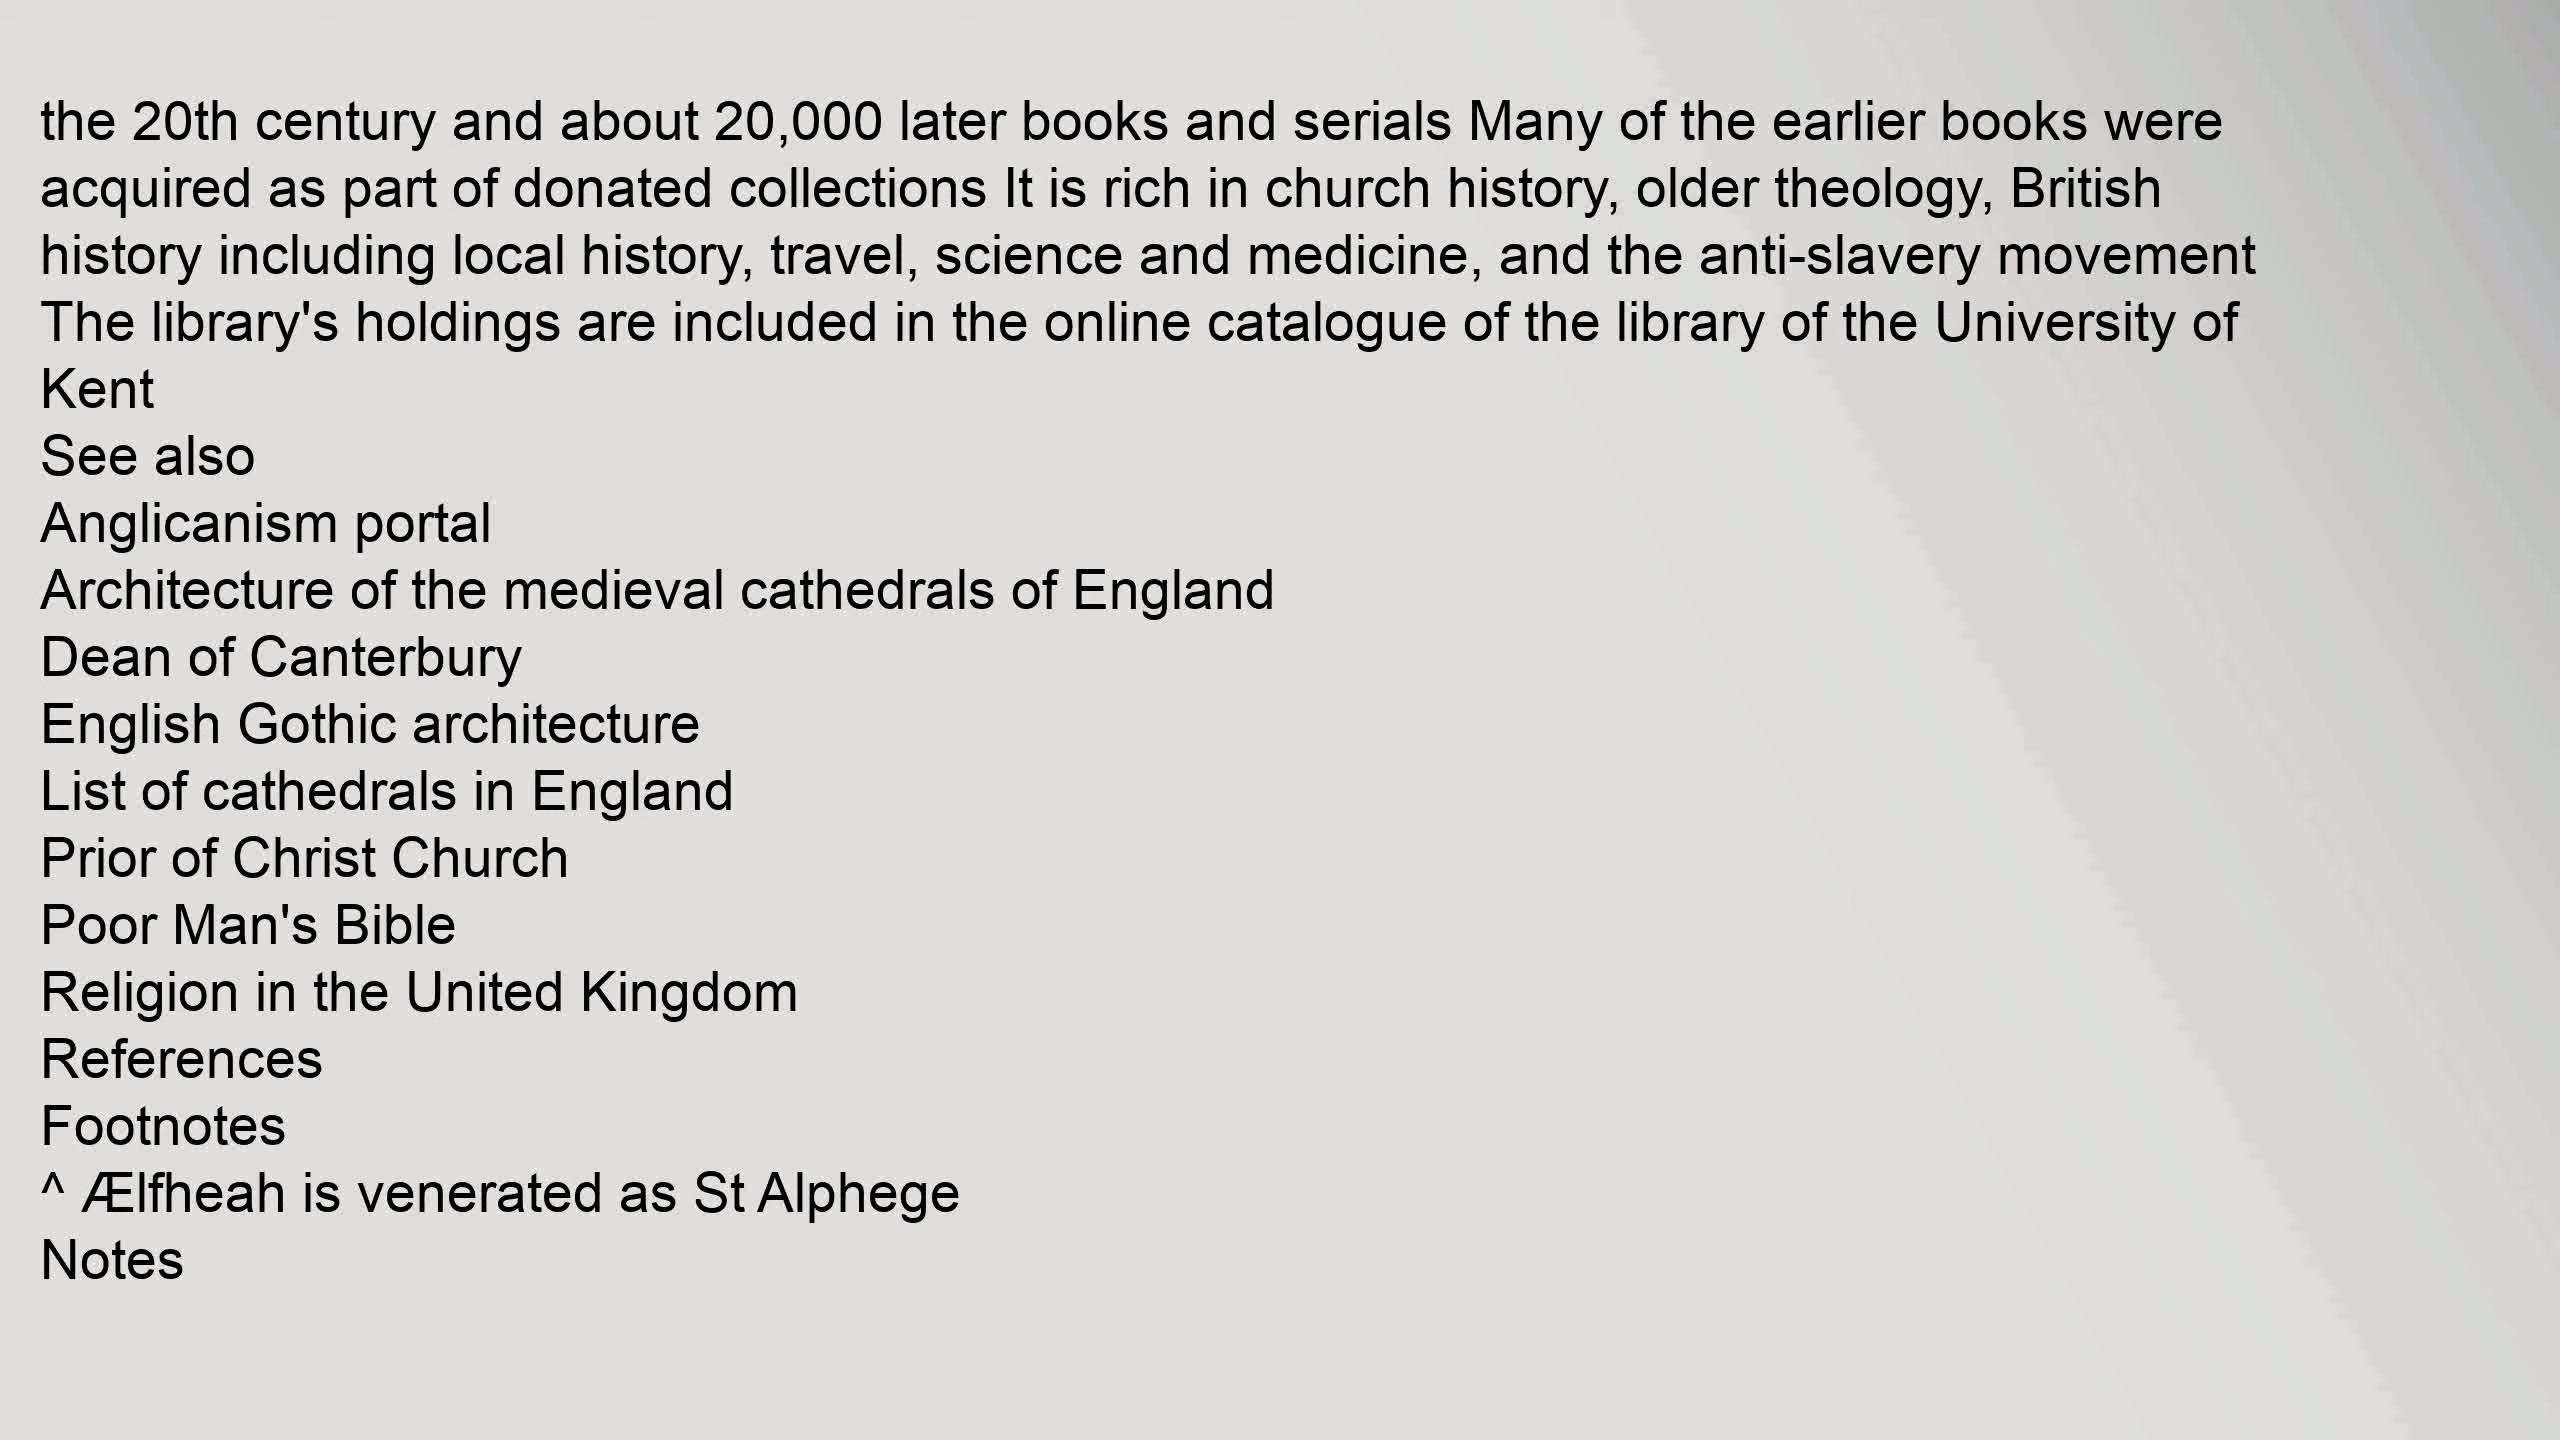 the 20th century and about 20,000 later books and serials Many of the earlier books were
acquired as part of donated collections It is rich in church history, older theology, British
history including local history, travel, science and medicine, and the anti-slavery movement
The library's holdings are included in the online catalogue of the library of the University of
Kent
See also
Anglicanism portal
Architecture of the medieval cathedrals of England
Dean of Canterbury
English Gothic architecture
List of cathedrals in England
Prior of Christ Church
Poor Man's Bible
Religion in the United Kingdom
References
Footnotes
^ Ælfheah is venerated as St Alphege
Notes